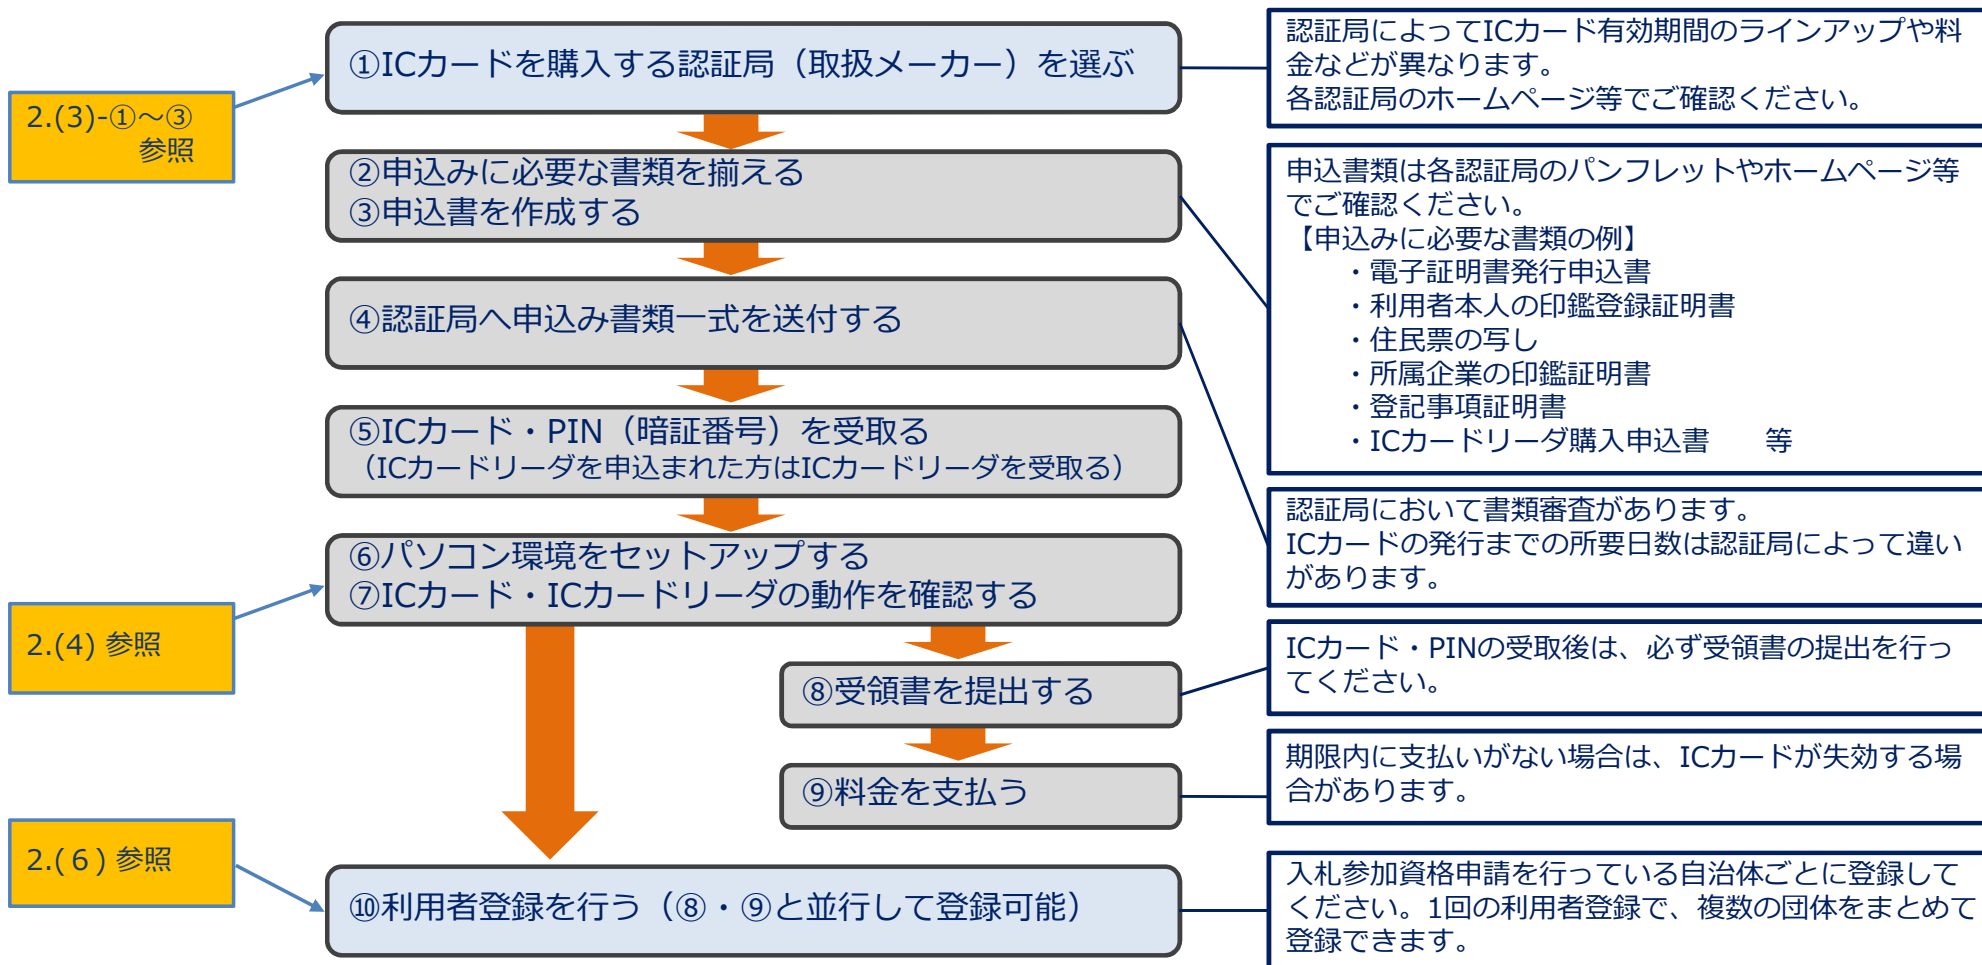 ①ICカードを購入する認証局（取扱メーカー）を選ぶ
認証局によってICカード有効期間のラインアップや料
金などが異なります。
各認証局のホームページ等でご確認ください。
2.(3)-①～③
参照
②申込みに必要な書類を揃える
③申込書を作成する
申込書類は各認証局のパンフレットやホームページ等
でご確認ください。
【申込みに必要な書類の例】
・電子証明書発行申込書
・利用者本人の印鑑登録証明書
・住民票の写し
・所属企業の印鑑証明書
・登記事項証明書
・ICカードリーダ購入申込書　　等
④認証局へ申込み書類一式を送付する
認証局において書類審査があります。
ICカードの発行までの所要日数は認証局によって違い
があります。
⑤ICカード・PIN（暗証番号）を受取る
（ICカードリーダを申込まれた方はICカードリーダを受取る）
⑥パソコン環境をセットアップする
⑦ICカード・ICカードリーダの動作を確認する
2.(4) 参照
⑧受領書を提出する
ICカード・PINの受取後は、必ず受領書の提出を行っ
てください。
⑨料金を支払う
期限内に支払いがない場合は、ICカードが失効する場
合があります。
2.(６) 参照
⑩利用者登録を行う（⑧・⑨と並行して登録可能）
入札参加資格申請を行っている自治体ごとに登録して
ください。1回の利用者登録で、複数の団体をまとめて
登録できます。